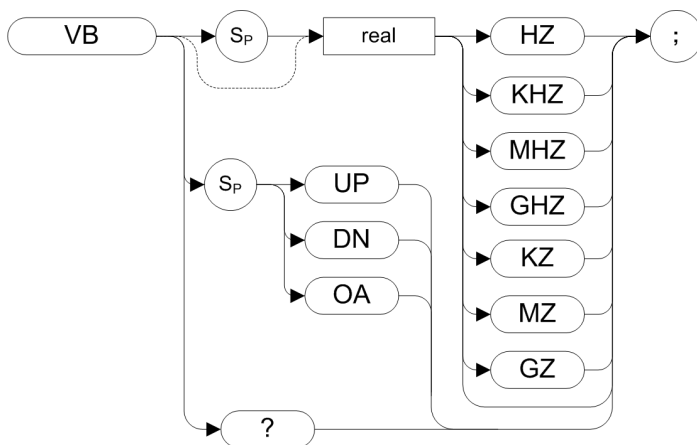 VB SP real HZ ;
KHZ
MHZ
SP UP GHZ
DN KZ
OA MZ
GZ
?